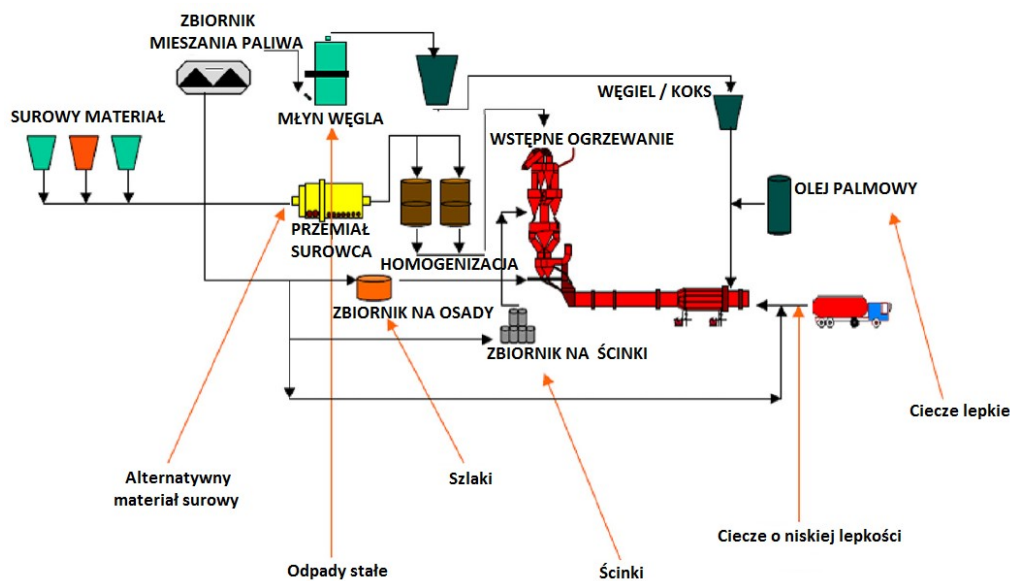 ZBIORNIK
MIESZANIA PALIWA
WĘGIEL / KOKS
SUROWY MATERIAŁ
MŁYN WĘGLA
WSTĘPNE OGRZEWANIE
OLEJ PALMOWY
PRZEMIAŁ
SUROWCA
HOMOGENIZACJA
ZBIORNIK NA OSADY
ZBIORNIK NA ŚCINKI
Ciecze lepkie
Alternatywny
materiał surowy
Szlaki
Ciecze o niskiej lepkości
Odpady stałe
Ścinki